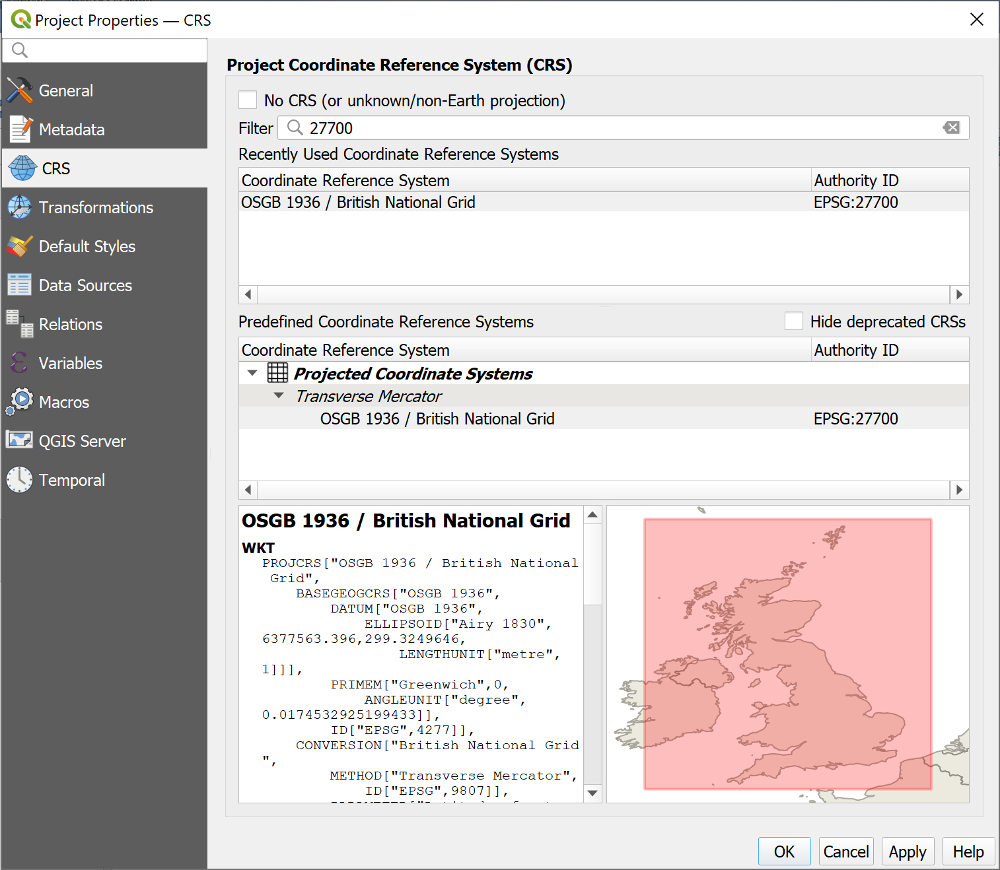 Project Properties — CRS
General
Metadata
CRS
Transformations
Default Styles
Data Sources
Relations
Variables
Macros
QGIS Server
Temporal
Project Coordinate Reference System (CRS)
No CRS (or unknown/non-Earth projection)
Filter 27700
Recently Used Coordinate Reference Systems
Coordinate Reference System Authority ID
OSGB 1936 / British National Grid EPSG:27700
Predefined Coordinate Reference Systems Hide deprecated CRSs
Coordinate Reference System Authority ID
Projected Coordinate Systems
Transverse Mercator
OSGB 1936 / British National Grid EPSG:27700
OSGB 1936 / British National Grid
WKT
PROJCRS["OSGB 1936 / British National
Grid",
BASEGEOGCRS["OSGB 1936",
DATUM["OSGB 1936",
ELLIPSOID["Airy 1830",
6377563.396,299.3249646,
LENGTHUNIT["metre",
1]]],
PRIMEM["Greenwich",0,
ANGLEUNIT["degree",
0.0174532925199433]],
ID["EPSG",4277]],
CONVERSION["British National Grid
",
METHOD["Transverse Mercator",
ID["EPSG",9807]],
OK Cancel Apply Help